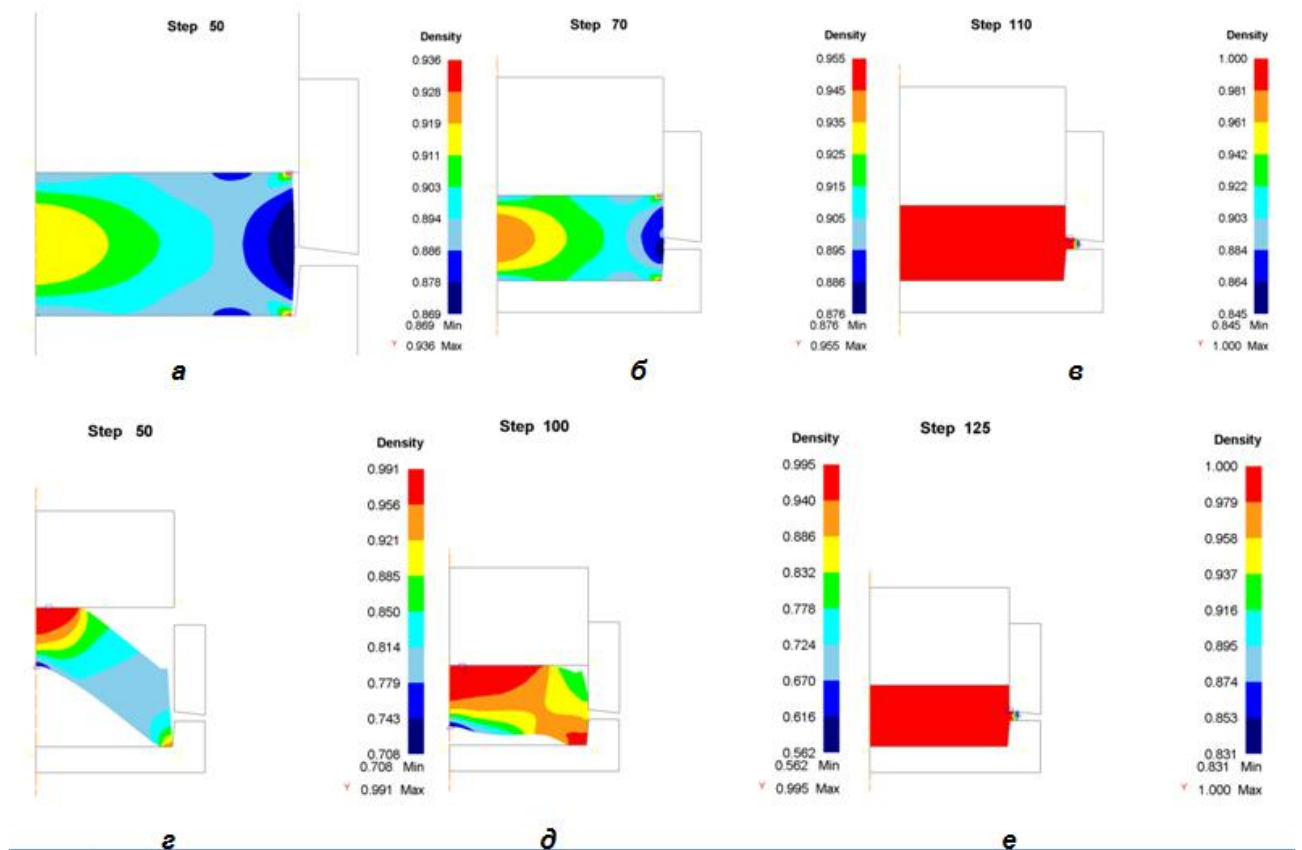 Step 50
Density
0.936
0.928
0.919
0.911
0.903
0.894
0.886
0.878
0.869
0.869 Min
Y 0.936 Max
а
Step 70
Density
0.955
0.945
0.935
0.925
0.915
0.905
0.895
0.886
0.876
0.876 Min
Y 0.955 Max
б
Step 110
Density
1.000
0.981
0.961
0.942
0.922
0.903
0.884
0.864
0.845
0.845 Min
Y 1.000 Max
в
Step 50
Density
0.991
0.956
0.921
0.885
0.850
0.814
0.779
0.743
0.708
0.708 Min
Y 0.991 Max
г
Step 100
Density
0.995
0.940
0.886
0.832
0.778
0.724
0.670
0.616
0.562
0.562 Min
Y 0.995 Max
д
Step 125
Density
1.000
0.979
0.958
0.937
0.916
0.895
0.874
0.853
0.831
0.831 Min
Y 1.000 Max
е